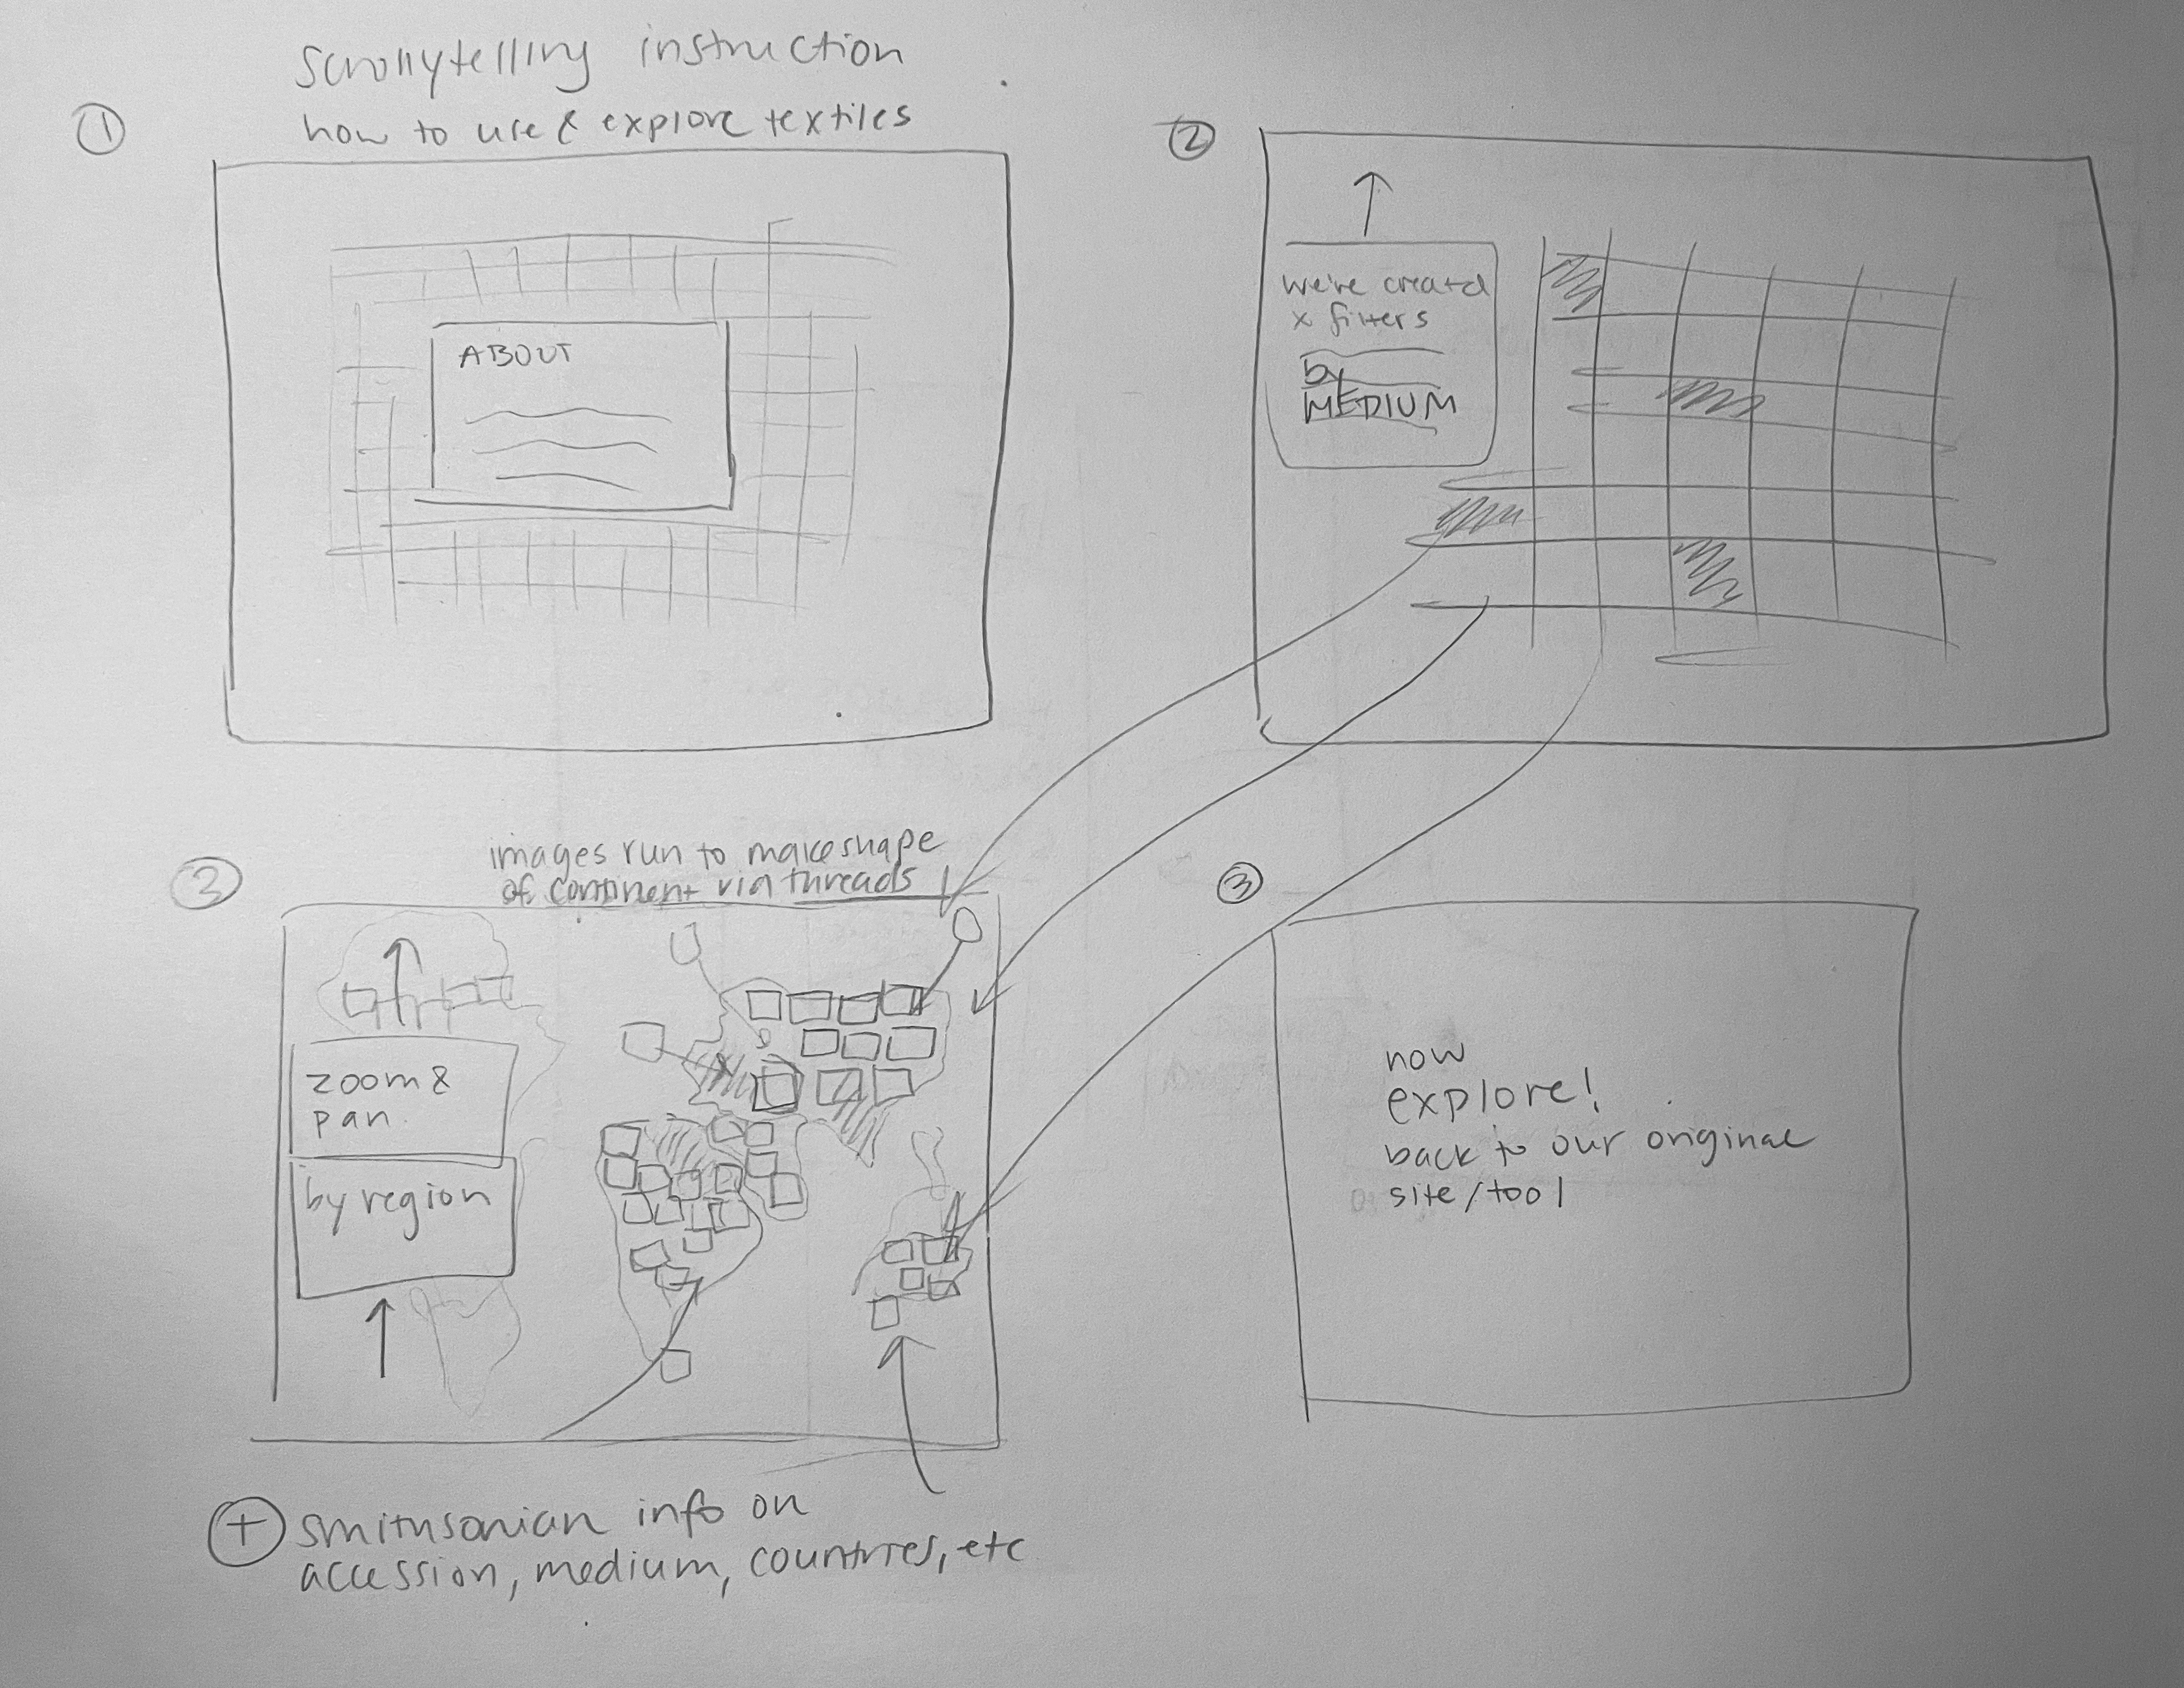 scrollytelling instruction
how to use & explore textiles
①
ABOUT
②
we've created
x filters
by
MEDIUM
③
images run to make shape
of continent via threads
zoom &
pan
by region
③
now
explore!
back to our original
site/tool
+ smithsonian info on
accession, medium, countries, etc